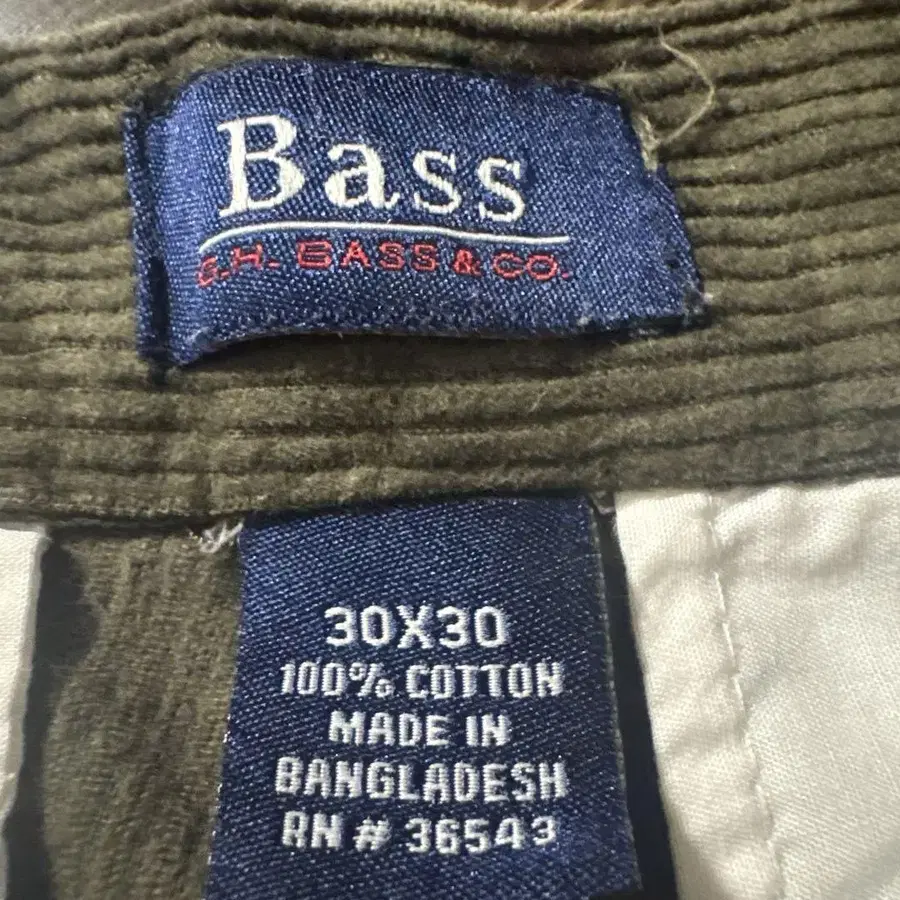 Bass
G.H. BASS & CO.
30X30
100% COTTON
MADE IN
BANGLADESH
RN # 36543